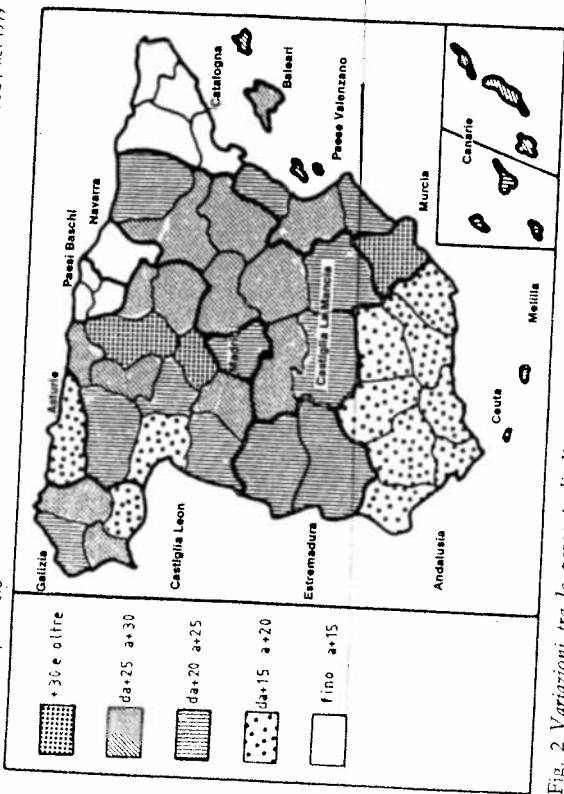 Galizia
Asturie
Paesi Baschi
Navarra
Catalogna
Baleari
Paese Valenzano
Castiglia Leon
Madrid
Castiglia La Mancia
Estremadura
Murcia
Andalusia
Ceuta
Melilla
Canarie
+30 e oltre
da+25 a+30
da+20 a+25
da+15 a+20
fino a+15
Fig. 2 Variazioni tra le